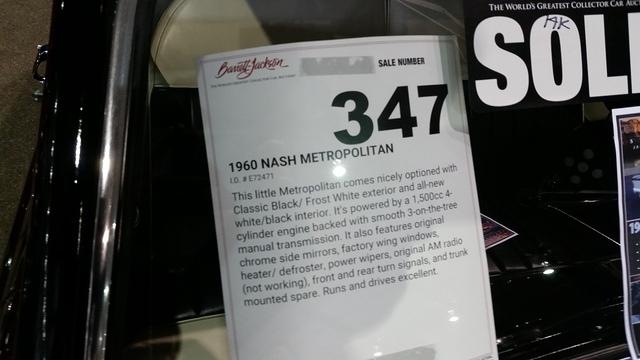 THE WORLD'S GREATEST COLLECTOR CAR AUC
14K
SOL
Barrett-Jackson
SALE NUMBER
347
1960 NASH METROPOLITAN
I.D. # E72471
This little Metropolitan comes nicely optioned with
Classic Black/ Frost White exterior and all-new
white/black interior. It's powered by a 1,500cc 4-
cylinder engine backed with smooth 3-on-the-tree
manual transmission. It also features original
chrome side mirrors, factory wing windows,
heater/ defroster, power wipers, original AM radio
(not working), front and rear turn signals, and trunk
mounted spare. Runs and drives excellent.
19